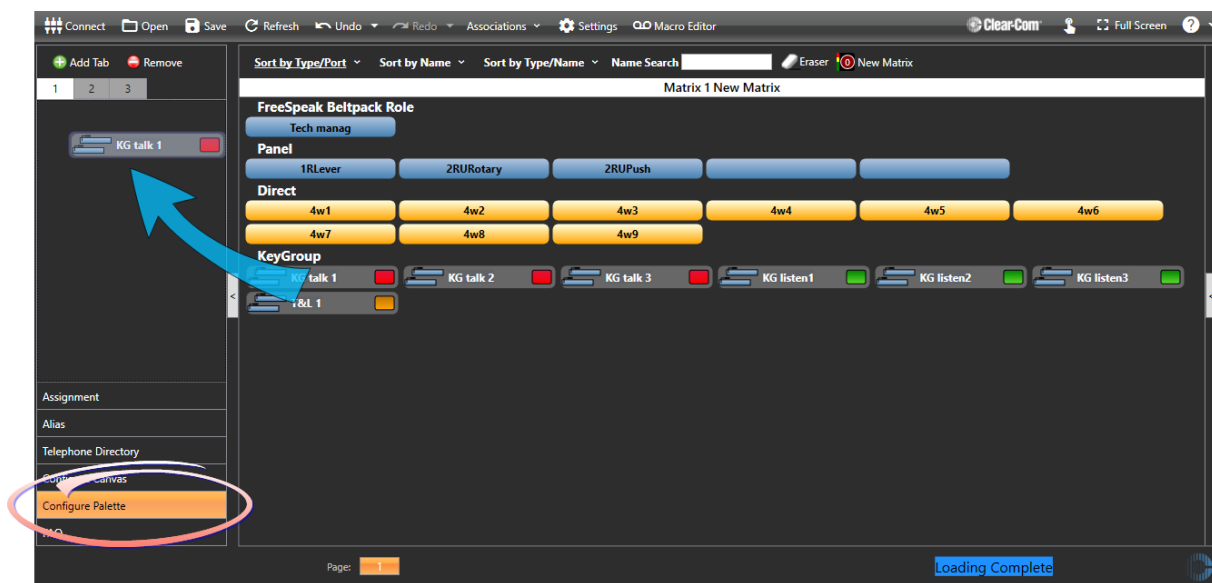 Connect Open Save Refresh Undo Redo Associations Settings Macro Editor Clear-Com Full Screen ?
Add Tab Remove
1 2 3
KG talk 1
Assignment
Alias
Telephone Directory
Configure Canvas
Configure Palette
FAQ
Sort by Type/Port Sort by Name Sort by Type/Name Name Search Eraser 0 New Matrix
Matrix 1 New Matrix
FreeSpeak Beltpack Role
Tech manag
Panel
1RLever 2RURotary 2RUPush
Direct
4w1 4w2 4w3 4w4 4w5 4w6
4w7 4w8 4w9
KeyGroup
KG talk 1 KG talk 2 KG talk 3 KG listen1 KG listen2 KG listen3
T&L 1
< <
Page: 1 Loading Complete